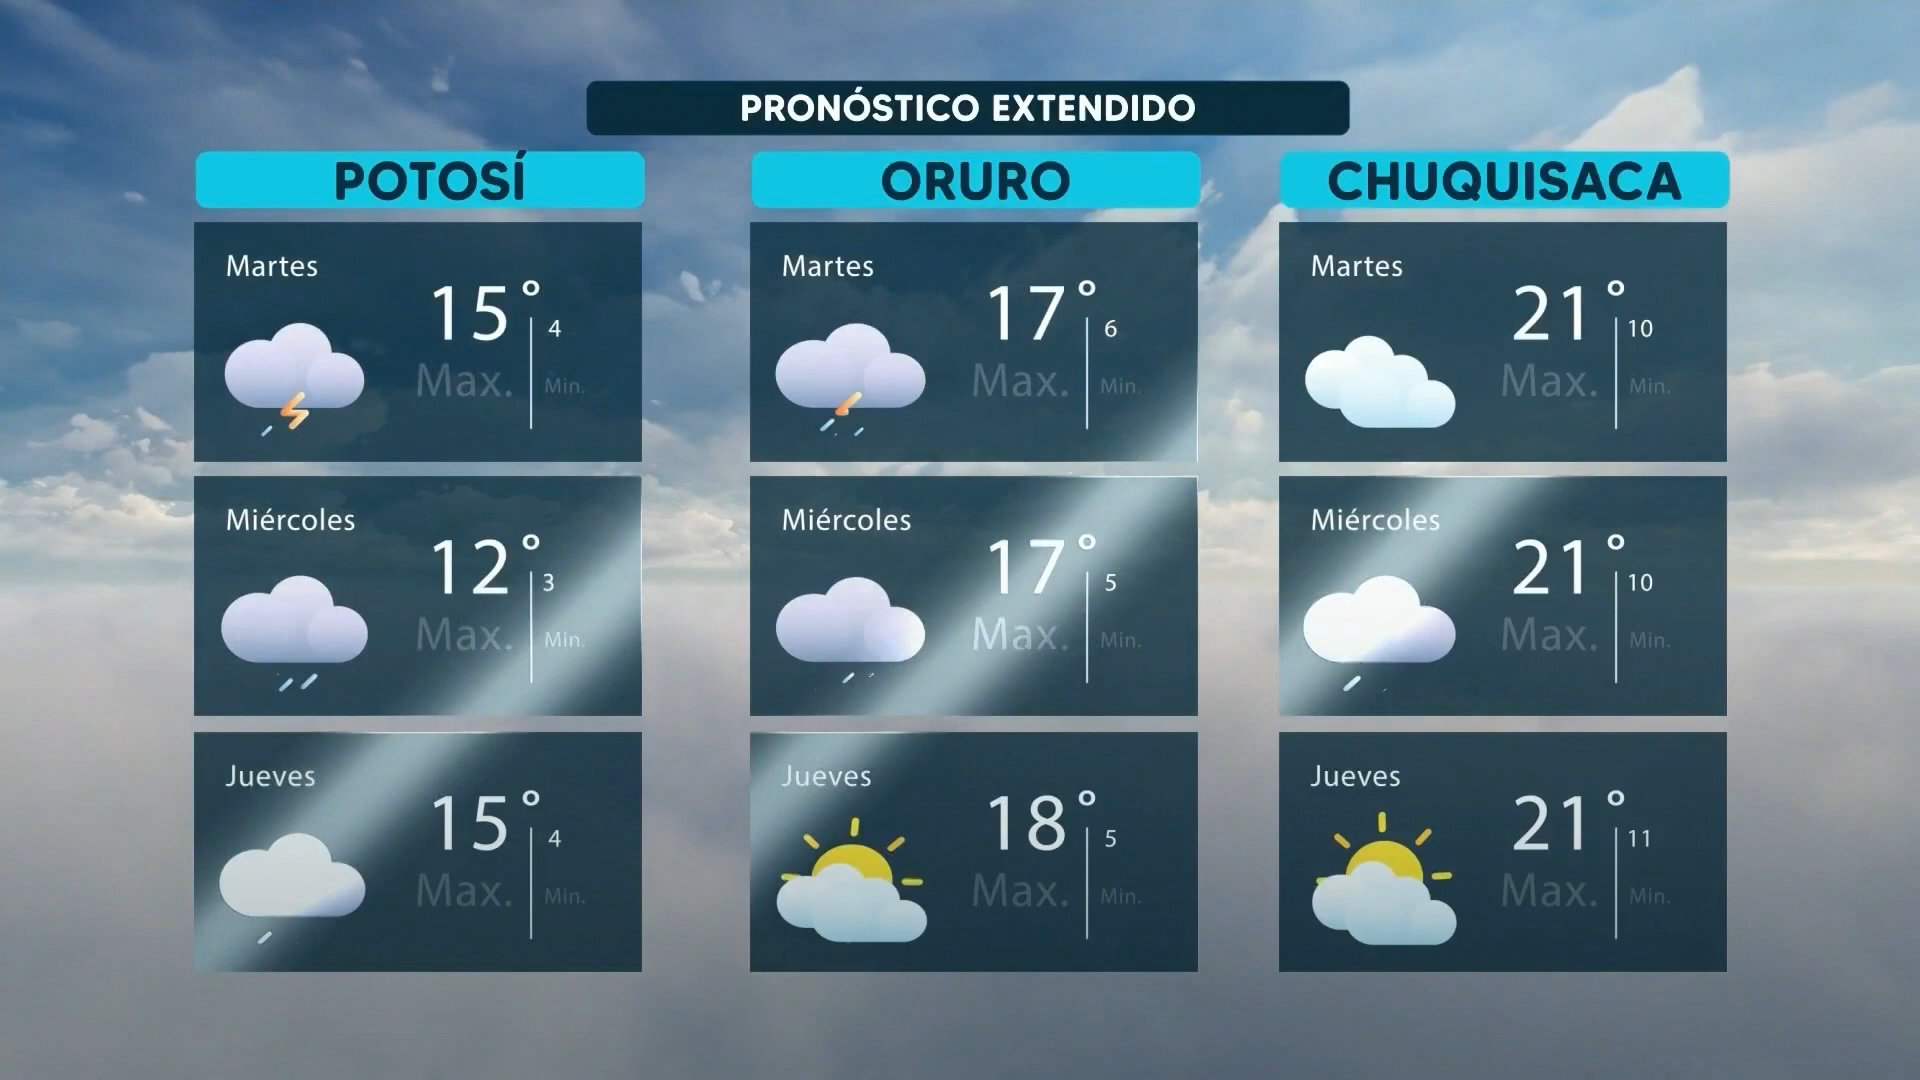 PRONÓSTICO EXTENDIDO
POTOSÍ
Martes
15°
4
Max.
Min.
Miércoles
12°
3
Max.
Min.
Jueves
15°
4
Max.
Min.
ORURO
Martes
17°
6
Max.
Min.
Miércoles
17°
5
Max.
Min.
Jueves
18°
5
Max.
Min.
CHUQUISACA
Martes
21°
10
Max.
Min.
Miércoles
21°
10
Max.
Min.
Jueves
21°
11
Max.
Min.